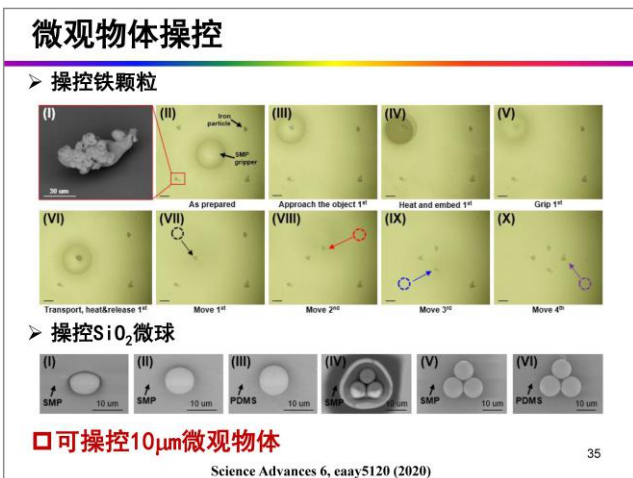 微观物体操控
➢ 操控铁颗粒
(I)
20 um
(II)
Iron particle
SMP gripper
As prepared
(III)
Approach the object 1st
(IV)
Heat and embed 1st
(V)
Grip 1st
(VI)
Transport, heat&release 1st
(VII)
Move 1st
(VIII)
Move 2nd
(IX)
Move 3rd
(X)
Move 4th
➢ 操控SiO₂微球
(I)
SMP
10 um
(II)
SMP
10 um
(III)
PDMS
10 um
(IV)
SMP
10 um
(V)
SMP
10 um
(VI)
PDMS
10 um
可操控10μm微观物体
35
Science Advances 6, eaay5120 (2020)